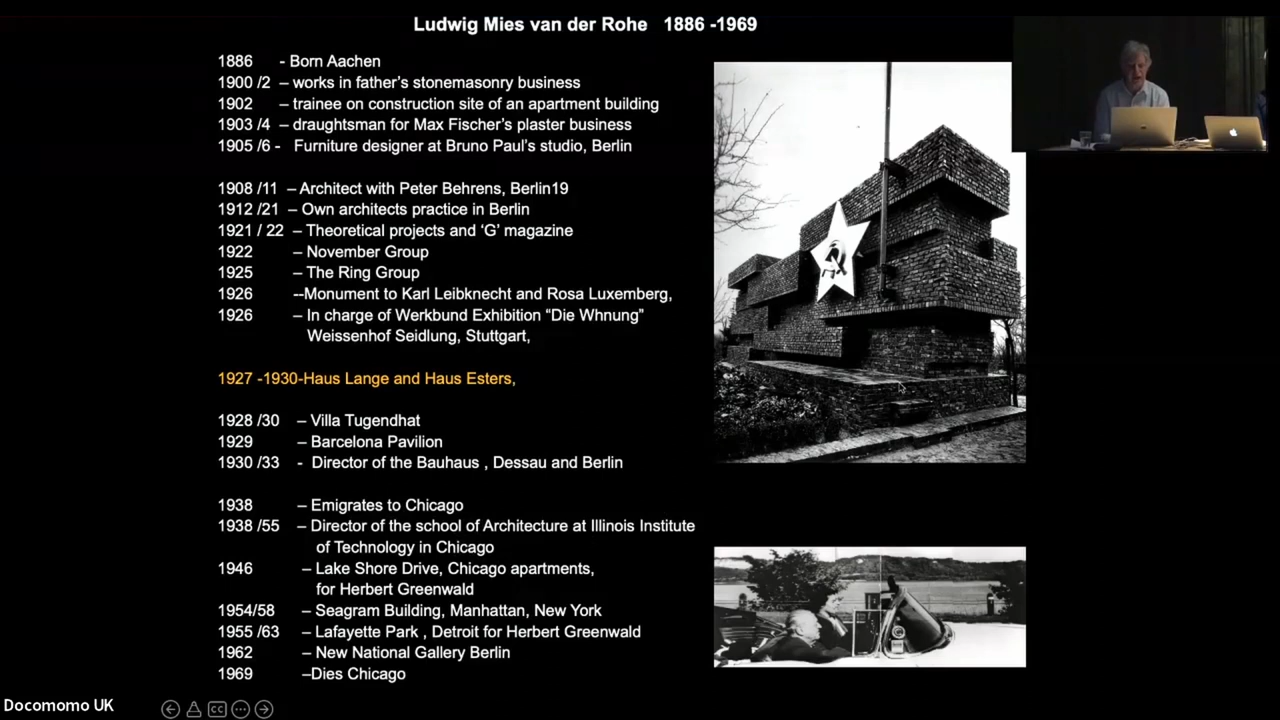 Ludwig Mies van der Rohe 1886 -1969
1886 - Born Aachen
1900 /2 – works in father's stonemasonry business
1902 – trainee on construction site of an apartment building
1903 /4 – draughtsman for Max Fischer's plaster business
1905 /6 - Furniture designer at Bruno Paul's studio, Berlin
1908 /11 – Architect with Peter Behrens, Berlin19
1912 /21 – Own architects practice in Berlin
1921 / 22 – Theoretical projects and 'G' magazine
1922 – November Group
1925 – The Ring Group
1926 --Monument to Karl Leibknecht and Rosa Luxemberg,
1926 – In charge of Werkbund Exhibition "Die Whnung"
Weissenhof Seidlung, Stuttgart,
1927 -1930-Haus Lange and Haus Esters,
1928 /30 – Villa Tugendhat
1929 – Barcelona Pavilion
1930 /33 - Director of the Bauhaus , Dessau and Berlin
1938 – Emigrates to Chicago
1938 /55 – Director of the school of Architecture at Illinois Institute
of Technology in Chicago
1946 – Lake Shore Drive, Chicago apartments,
for Herbert Greenwald
1954/58 – Seagram Building, Manhattan, New York
1955 /63 – Lafayette Park , Detroit for Herbert Greenwald
1962 – New National Gallery Berlin
1969 –Dies Chicago
Docomomo UK
CC